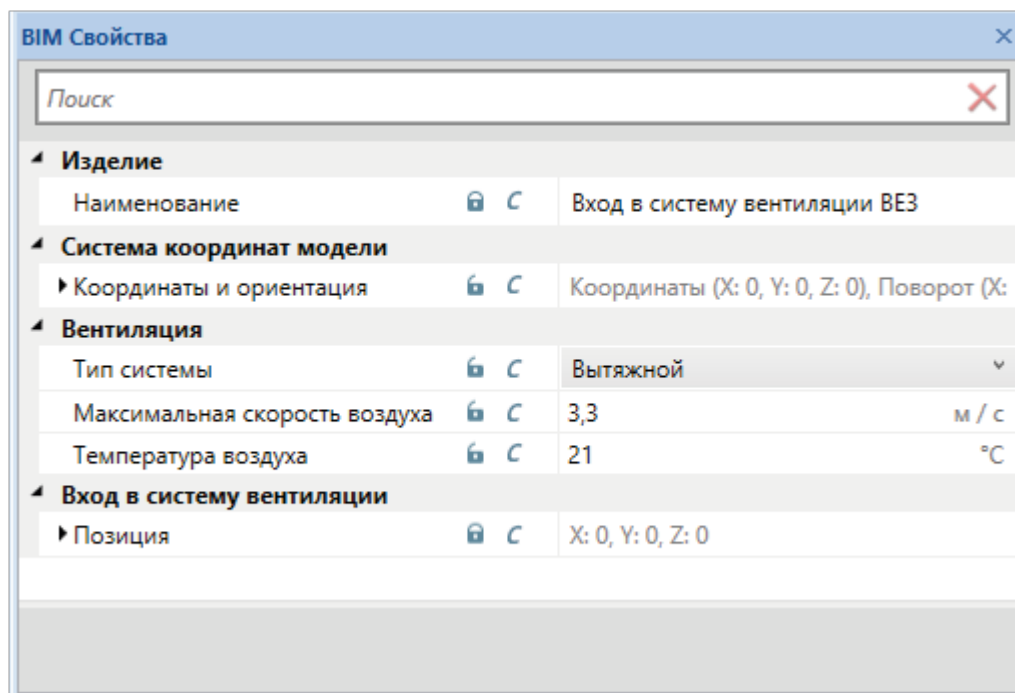 BIM Свойства
Поиск
Изделие
Наименование C Вход в систему вентиляции ВЕ3
Система координат модели
Координаты и ориентация C Координаты (X: 0, Y: 0, Z: 0), Поворот (X:
Вентиляция
Тип системы C Вытяжной
Максимальная скорость воздуха C 3,3 м / с
Температура воздуха C 21 °C
Вход в систему вентиляции
Позиция C X: 0, Y: 0, Z: 0